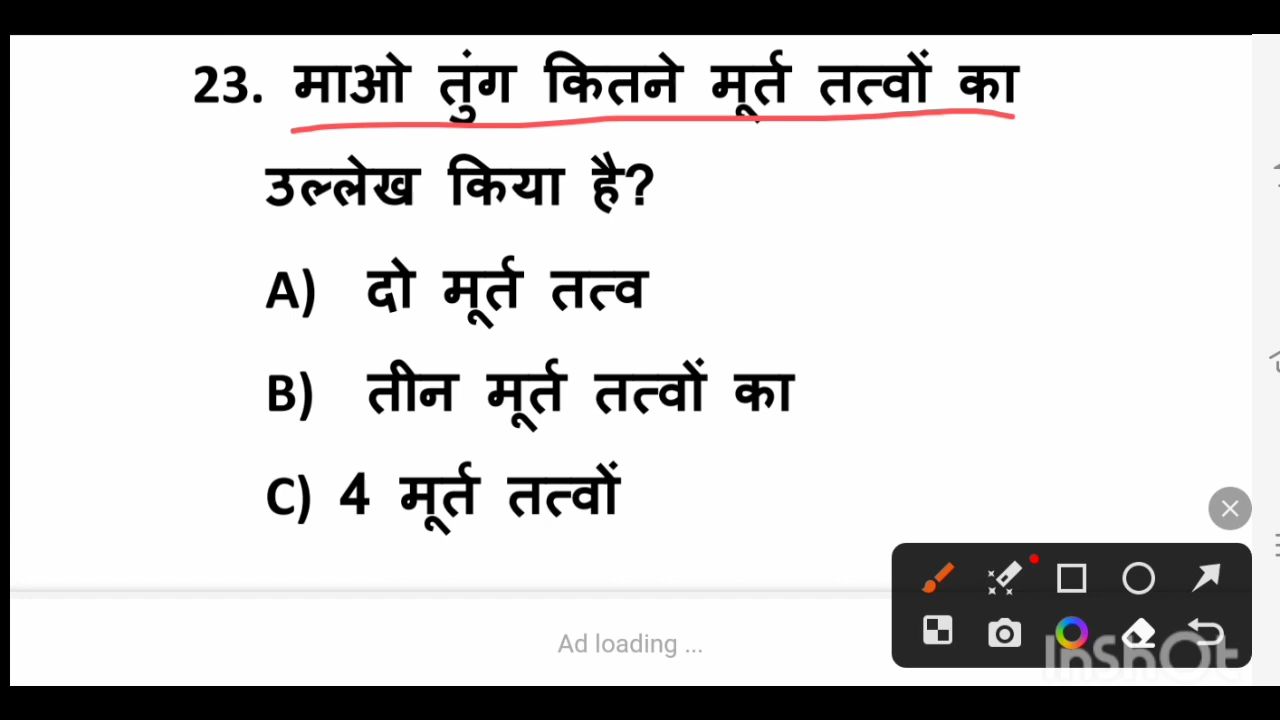 23. माओ तुंग कितने मूर्त तत्वों का
उल्लेख किया है?
A) दो मूर्त तत्व
B) तीन मूर्त तत्वों का
C) 4 मूर्त तत्वों
Ad loading ...
InShOt